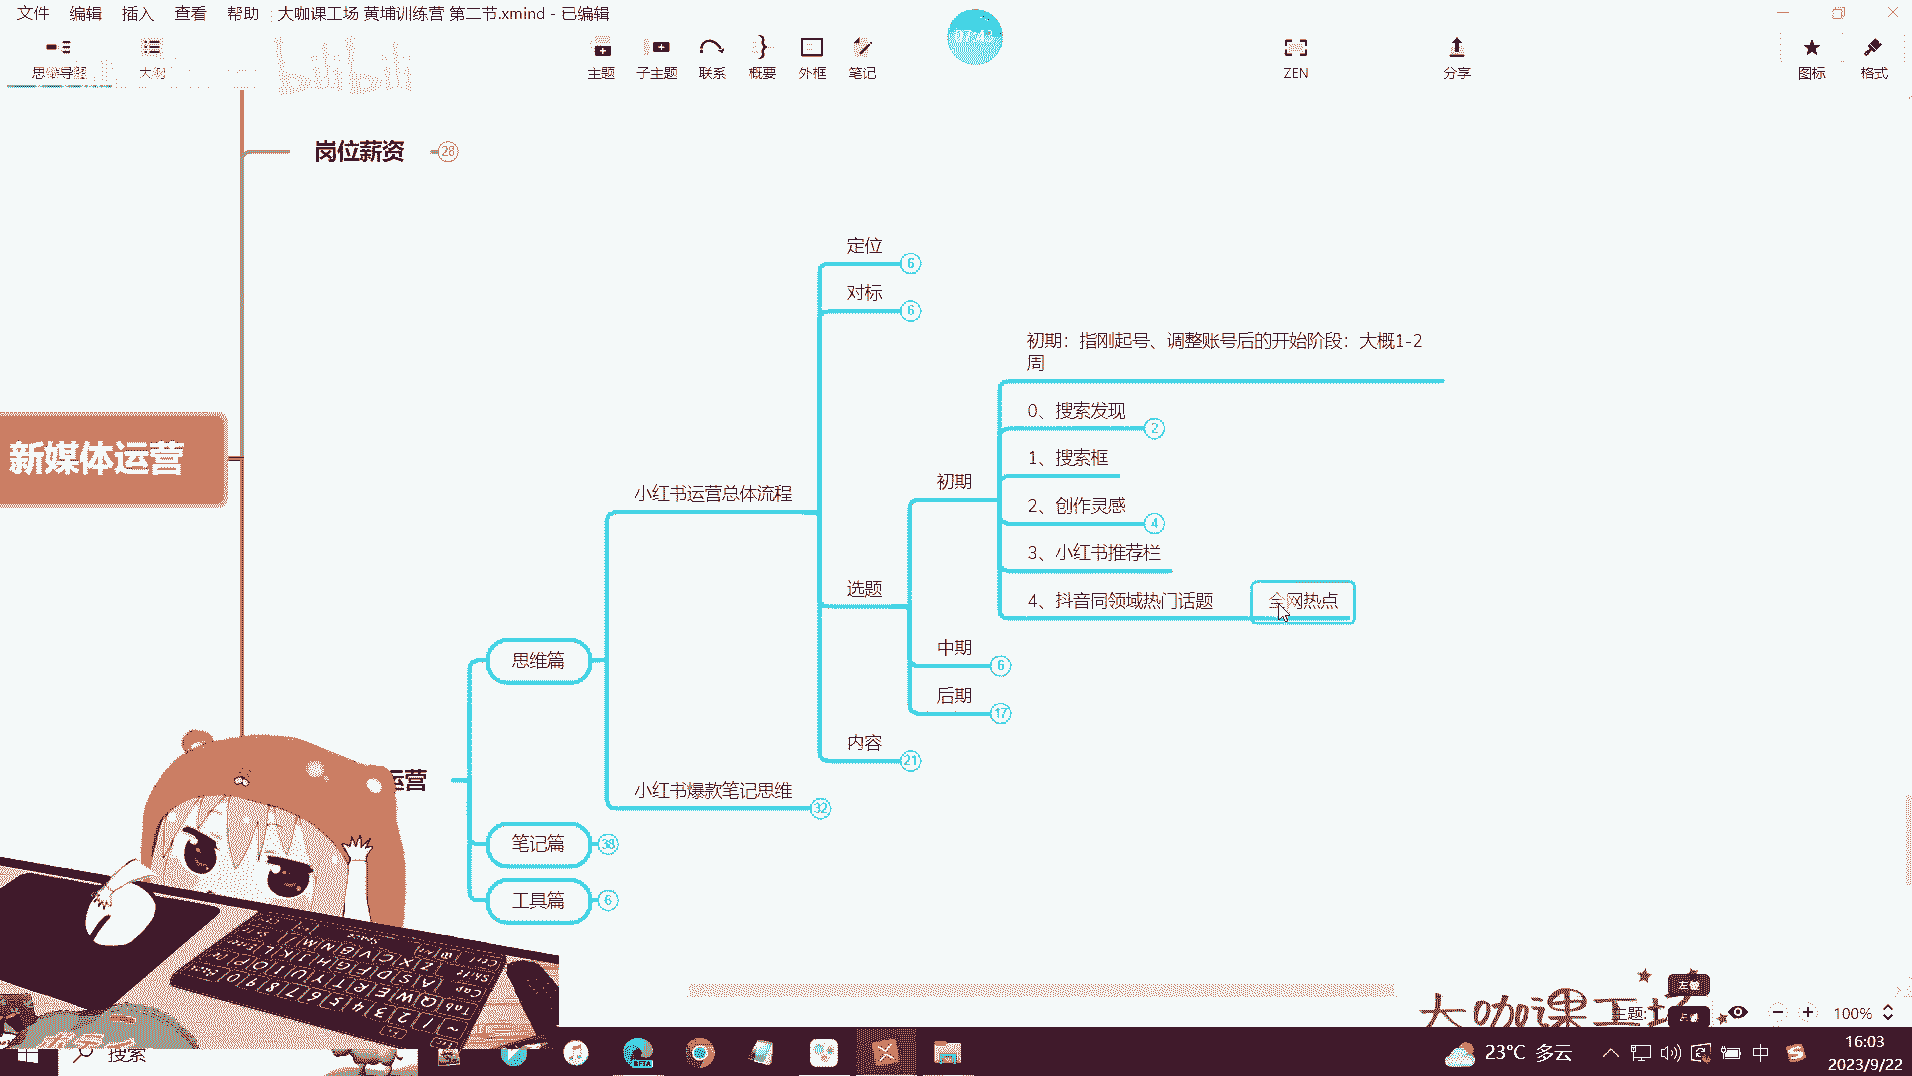 文件 编辑 插入 查看 帮助 大咖课工场 黄埔训练营 第二节.xmind - 已编辑
思维导图 大纲 主题 子主题 联系 概要 外框 笔记 ZEN 分享 图标 格式
bilibili
岗位薪资 28
定位 6
对标 6
初期：指刚起号、调整账号后的开始阶段：大概1-2
周
0、搜索发现 2
1、搜索框
初期
2、创作灵感 4
小红书运营总体流程
3、小红书推荐栏
选题
4、抖音同领域热门话题 全网热点
新媒体运营
中期 6
思维篇
后期 17
内容 21
运营
小红书爆款笔记思维 32
笔记篇 38
工具篇 6
大咖课工场
主题: 100%
搜索
BETA
23°C 多云
中
16:03
2023/9/22